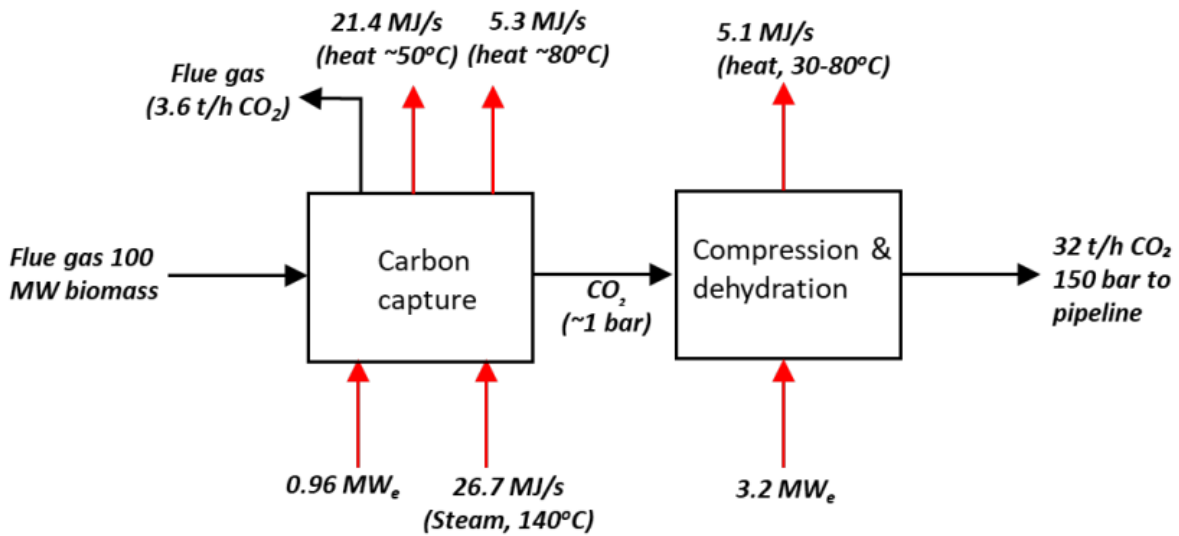 21.4 MJ/s
(heat ~50°C)
5.3 MJ/s
(heat ~80°C)
5.1 MJ/s
(heat, 30-80°C)
Flue gas
(3.6 t/h CO₂)
Flue gas 100
MW biomass
Carbon
capture
CO₂
(~1 bar)
Compression &
dehydration
32 t/h CO₂
150 bar to
pipeline
0.96 MWₑ
26.7 MJ/s
(Steam, 140°C)
3.2 MWₑ